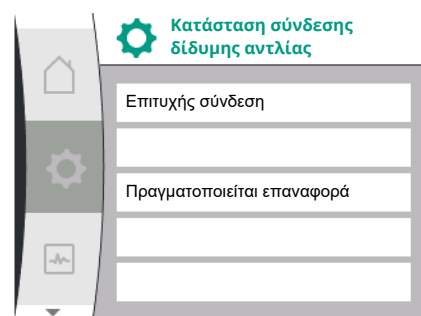 Κατάσταση σύνδεσης
δίδυμης αντλίας
Επιτυχής σύνδεση
Πραγματοποιείται επαναφορά